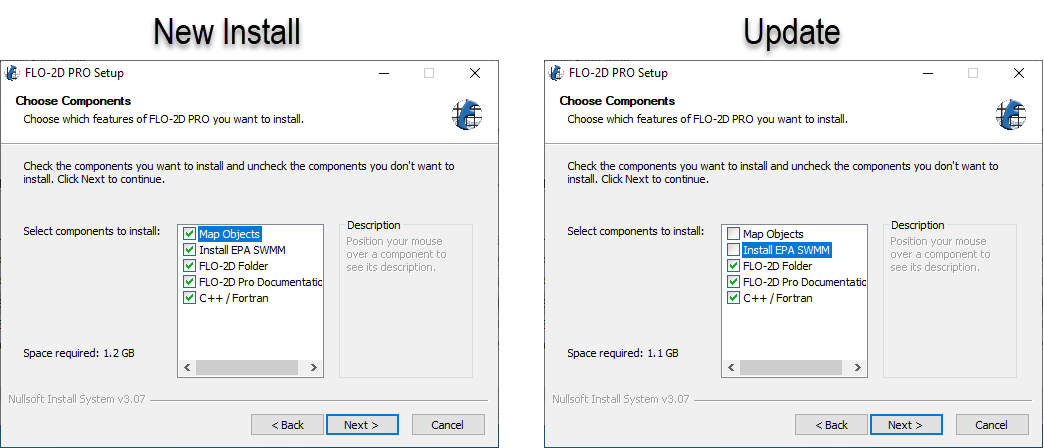 New Install
FLO-2D PRO Setup
Choose Components
Choose which features of FLO-2D PRO you want to install.
Check the components you want to install and uncheck the components you don't want to
install. Click Next to continue.
Select components to install:
Map Objects
Install EPA SWMM
FLO-2D Folder
FLO-2D Pro Documentatic
C++ / Fortran
Description
Position your mouse
over a component to
see its description.
Space required: 1.2 GB
Nullsoft Install System v3.07
< Back
Next >
Cancel
Update
FLO-2D PRO Setup
Choose Components
Choose which features of FLO-2D PRO you want to install.
Check the components you want to install and uncheck the components you don't want to
install. Click Next to continue.
Select components to install:
Map Objects
Install EPA SWMM
FLO-2D Folder
FLO-2D Pro Documentatic
C++ / Fortran
Description
Position your mouse
over a component to
see its description.
Space required: 1.1 GB
Nullsoft Install System v3.07
< Back
Next >
Cancel